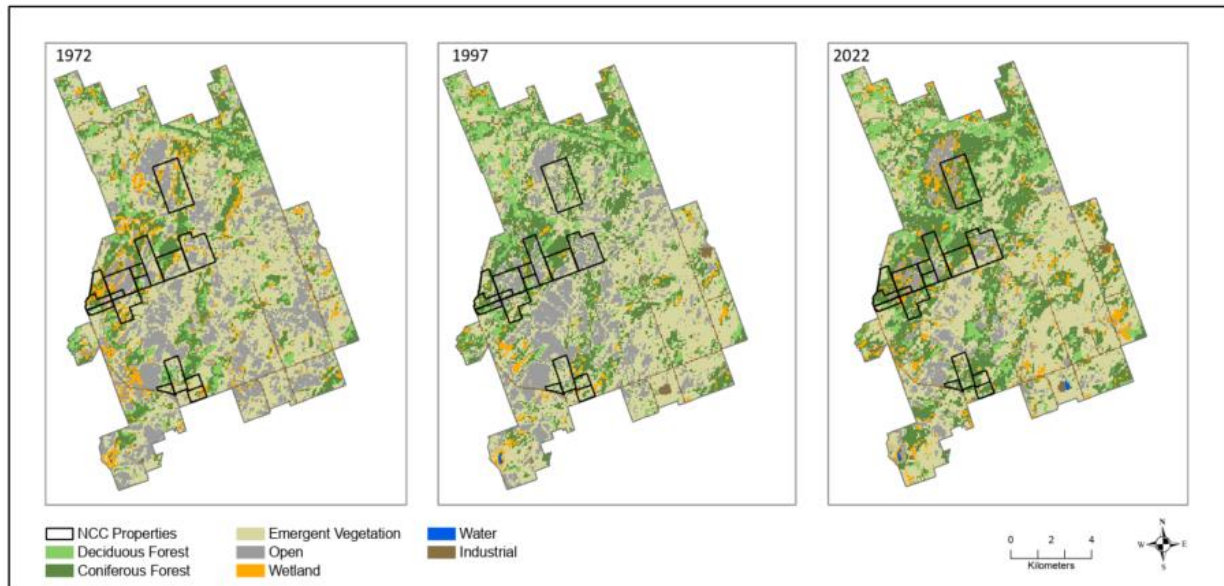 1972
1997
2022
NCC Properties
Deciduous Forest
Coniferous Forest
Emergent Vegetation
Open
Wetland
Water
Industrial
0 2 4
Kilometers
N
W E
S